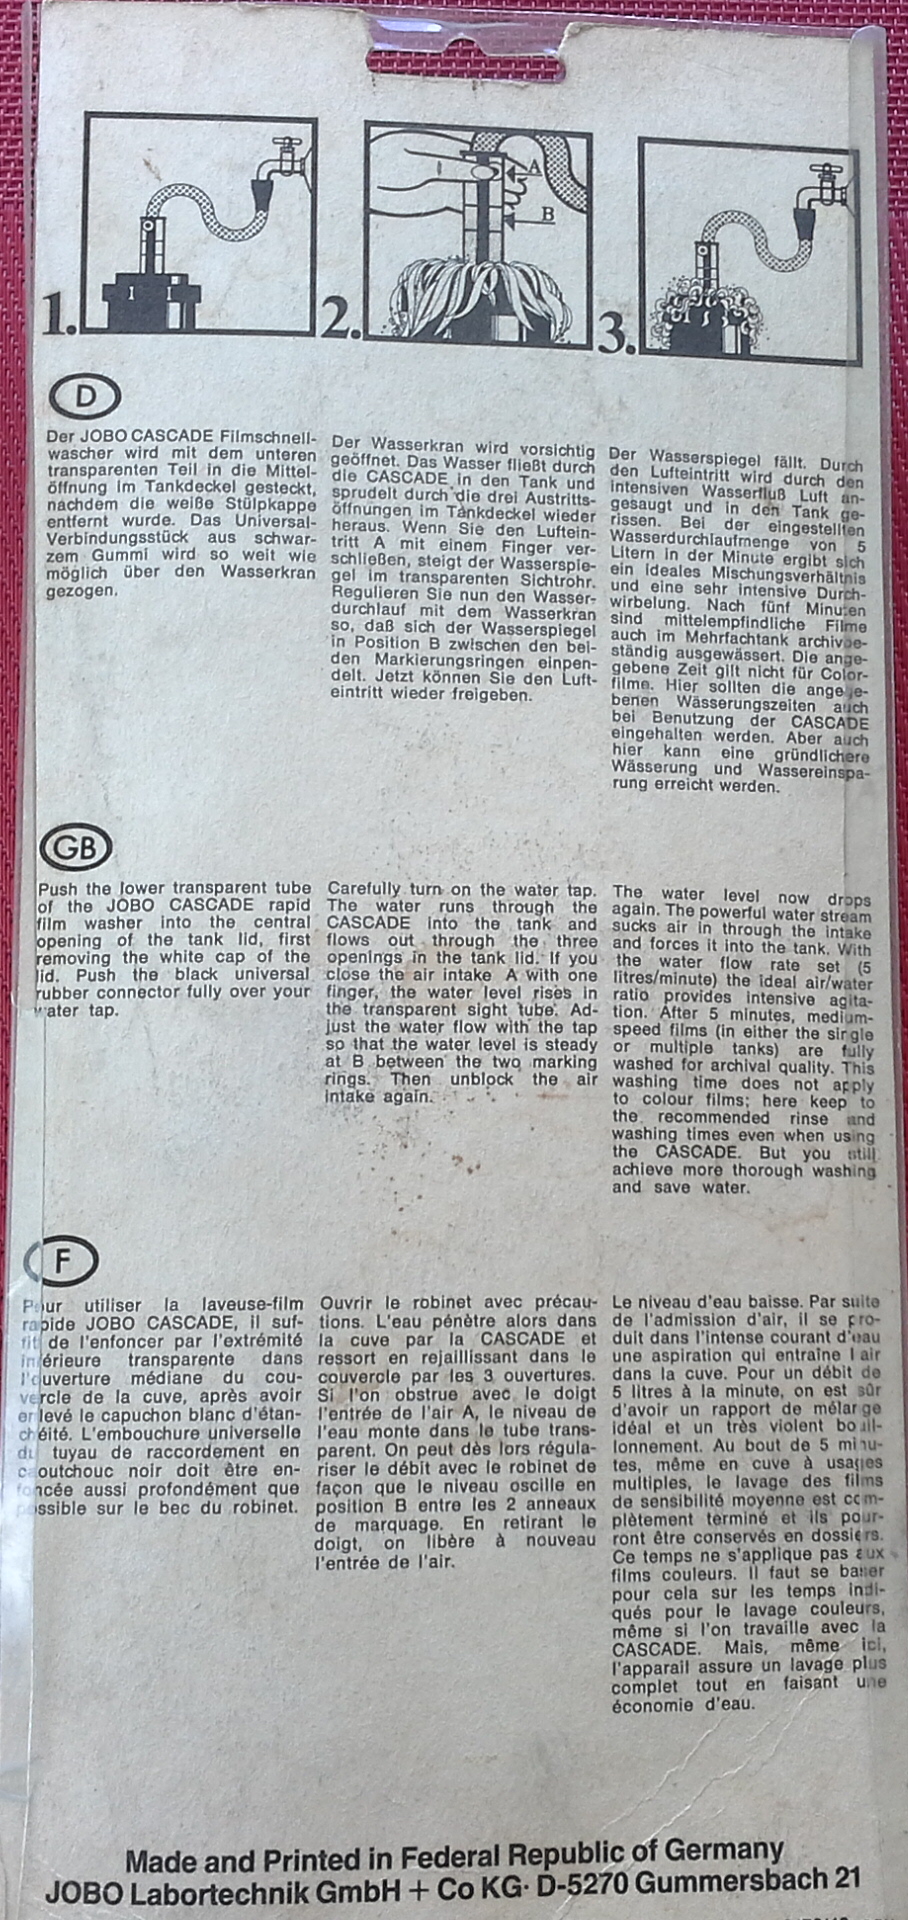 1.
2.
A
B
3.
D
Der JOBO CASCADE Filmschnell-
wascher wird mit dem unteren
transparenten Teil in die Mittel-
öffnung im Tankdeckel gesteckt,
nachdem die weiße Stülpkappe
entfernt wurde. Das Universal-
Verbindungsstück aus schwar-
zem Gummi wird so weit wie
möglich über den Wasserkran
gezogen.
Der Wasserkran wird vorsichtig
geöffnet. Das Wasser fließt durch
die CASCADE in den Tank und
sprudelt durch die drei Austritts-
öffnungen im Tankdeckel wieder
heraus. Wenn Sie den Luftein-
tritt A mit einem Finger ver-
schließen, steigt der Wasserspie-
gel im transparenten Sichtrohr.
Regulieren Sie nun den Wasser-
durchlauf mit dem Wasserkran
so, daß sich der Wasserspiegel
in Position B zwischen den bei-
den Markierungsringen einpen-
delt. Jetzt können Sie den Luft-
eintritt wieder freigeben.
Der Wasserspiegel fällt. Durch
den Lufteintritt wird durch den
intensiven Wasserfluß Luft an-
gesaugt und in den Tank ge-
rissen. Bei der eingestellten
Wasserdurchlaufmenge von 5
Litern in der Minute ergibt sich
ein ideales Mischungsverhältnis
und eine sehr intensive Durch-
wirbelung. Nach fünf Minuten
sind mittelempfindliche Filme
auch im Mehrfachtank archivbe-
ständig ausgewässert. Die ange-
gebene Zeit gilt nicht für Color-
filme. Hier sollten die angege-
benen Wässerungszeiten auch
bei Benutzung der CASCADE
eingehalten werden. Aber auch
hier kann eine gründlichere
Wässerung und Wassereinspa-
rung erreicht werden.
GB
Push the lower transparent tube
of the JOBO CASCADE rapid
film washer into the central
opening of the tank lid, first
removing the white cap of the
lid. Push the black universal
rubber connector fully over your
water tap.
Carefully turn on the water tap.
The water runs through the
CASCADE into the tank and
flows out through the three
openings in the tank lid. If you
close the air intake A with one
finger, the water level rises in
the transparent sight tube. Ad-
just the water flow with the tap
so that the water level is steady
at B between the two marking
rings. Then unblock the air
intake again.
The water level now drops
again. The powerful water stream
sucks air in through the intake
and forces it into the tank. With
the water flow rate set (5
litres/minute) the ideal air/water
ratio provides intensive agita-
tion. After 5 minutes, medium-
speed films (in either the single
or multiple tanks) are fully
washed for archival quality. This
washing time does not apply
to colour films; here keep to
the recommended rinse and
washing times even when using
the CASCADE. But you still
achieve more thorough washing
and save water.
F
Pour utiliser la laveuse-film
rapide JOBO CASCADE, il suf-
fit de l'enfoncer par l'extrémité
inférieure transparente dans
l'ouverture médiane du cou-
vercle de la cuve, après avoir
enlevé le capuchon blanc d'étan-
chéité. L'embouchure universelle
du tuyau de raccordement en
caoutchouc noir doit être en-
foncée aussi profondément que
possible sur le bec du robinet.
Ouvrir le robinet avec précau-
tions. L'eau pénètre alors dans
la cuve par la CASCADE et
ressort en rejaillissant dans le
couvercle par les 3 ouvertures.
Si l'on obstrue avec le doigt
l'entrée de l'air A, le niveau de
l'eau monte dans le tube trans-
parent. On peut dès lors régula-
riser le débit avec le robinet de
façon que le niveau oscille en
position B entre les 2 anneaux
de marquage. En retirant le
doigt, on libère à nouveau
l'entrée de l'air.
Le niveau d'eau baisse. Par suite
de l'admission d'air, il se pro-
duit dans l'intense courant d'eau
une aspiration qui entraîne l'air
dans la cuve. Pour un débit de
5 litres à la minute, on est sûr
d'avoir un rapport de mélange
idéal et un très violent bouil-
lonnement. Au bout de 5 minu-
tes, même en cuve à usages
multiples, le lavage des films
de sensibilité moyenne est com-
plètement terminé et ils pour-
ront être conservés en dossiers.
Ce temps ne s'applique pas aux
films couleurs. Il faut se baser
pour cela sur les temps indi-
qués pour le lavage couleurs,
même si l'on travaille avec la
CASCADE. Mais, même ici,
l'appareil assure un lavage plus
complet tout en faisant une
économie d'eau.
Made and Printed in Federal Republic of Germany
JOBO Labortechnik GmbH + Co KG· D-5270 Gummersbach 21